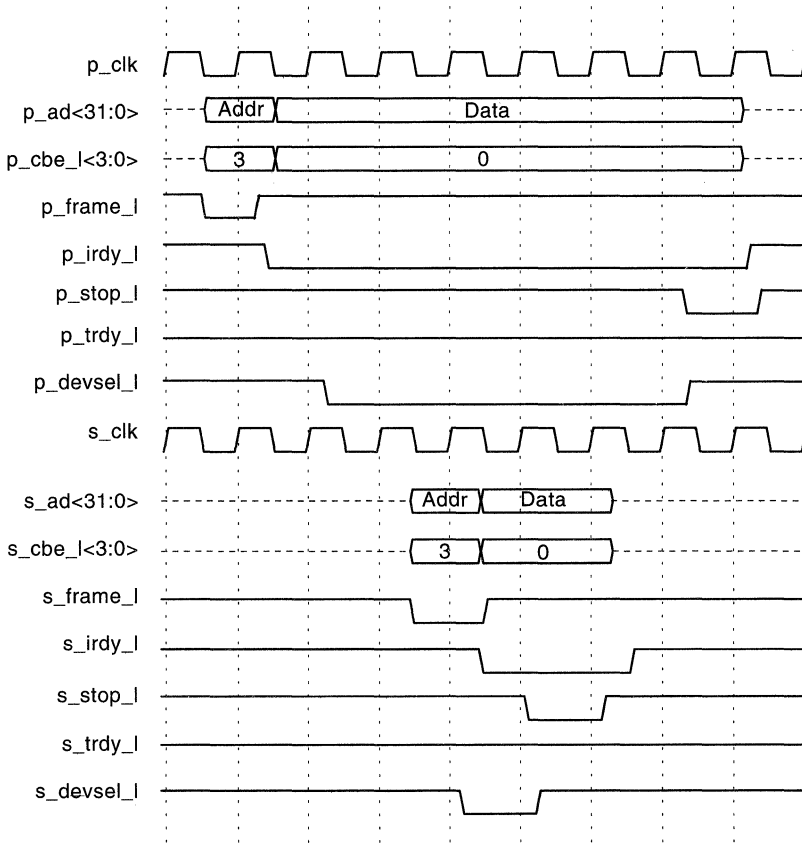 p_clk
p_ad<31:0> Addr Data
p_cbe_l<3:0> 3 0
p_frame_l
p_irdy_l
p_stop_l
p_trdy_l
p_devsel_l
s_clk
s_ad<31:0> Addr Data
s_cbe_l<3:0> 3 0
s_frame_l
s_irdy_l
s_stop_l
s_trdy_l
s_devsel_l